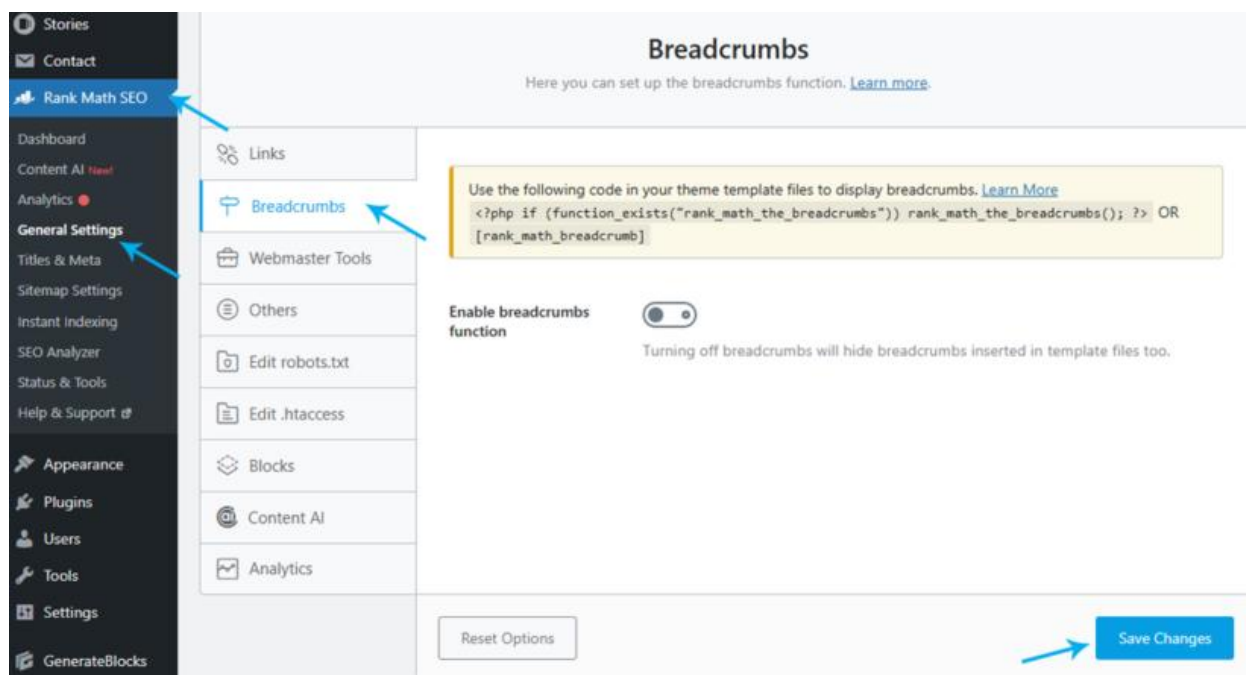 Stories
Contact
Rank Math SEO
Dashboard
Content AI New!
Analytics
General Settings
Titles & Meta
Sitemap Settings
Instant Indexing
SEO Analyzer
Status & Tools
Help & Support
Appearance
Plugins
Users
Tools
Settings
GenerateBlocks
Breadcrumbs
Here you can set up the breadcrumbs function. Learn more.
Links
Breadcrumbs
Webmaster Tools
Others
Edit robots.txt
Edit .htaccess
Blocks
Content AI
Analytics
Use the following code in your theme template files to display breadcrumbs. Learn More
<?php if (function_exists("rank_math_the_breadcrumbs")) rank_math_the_breadcrumbs(); ?> OR
[rank_math_breadcrumb]
Enable breadcrumbs
function
Turning off breadcrumbs will hide breadcrumbs inserted in template files too.
Reset Options
Save Changes